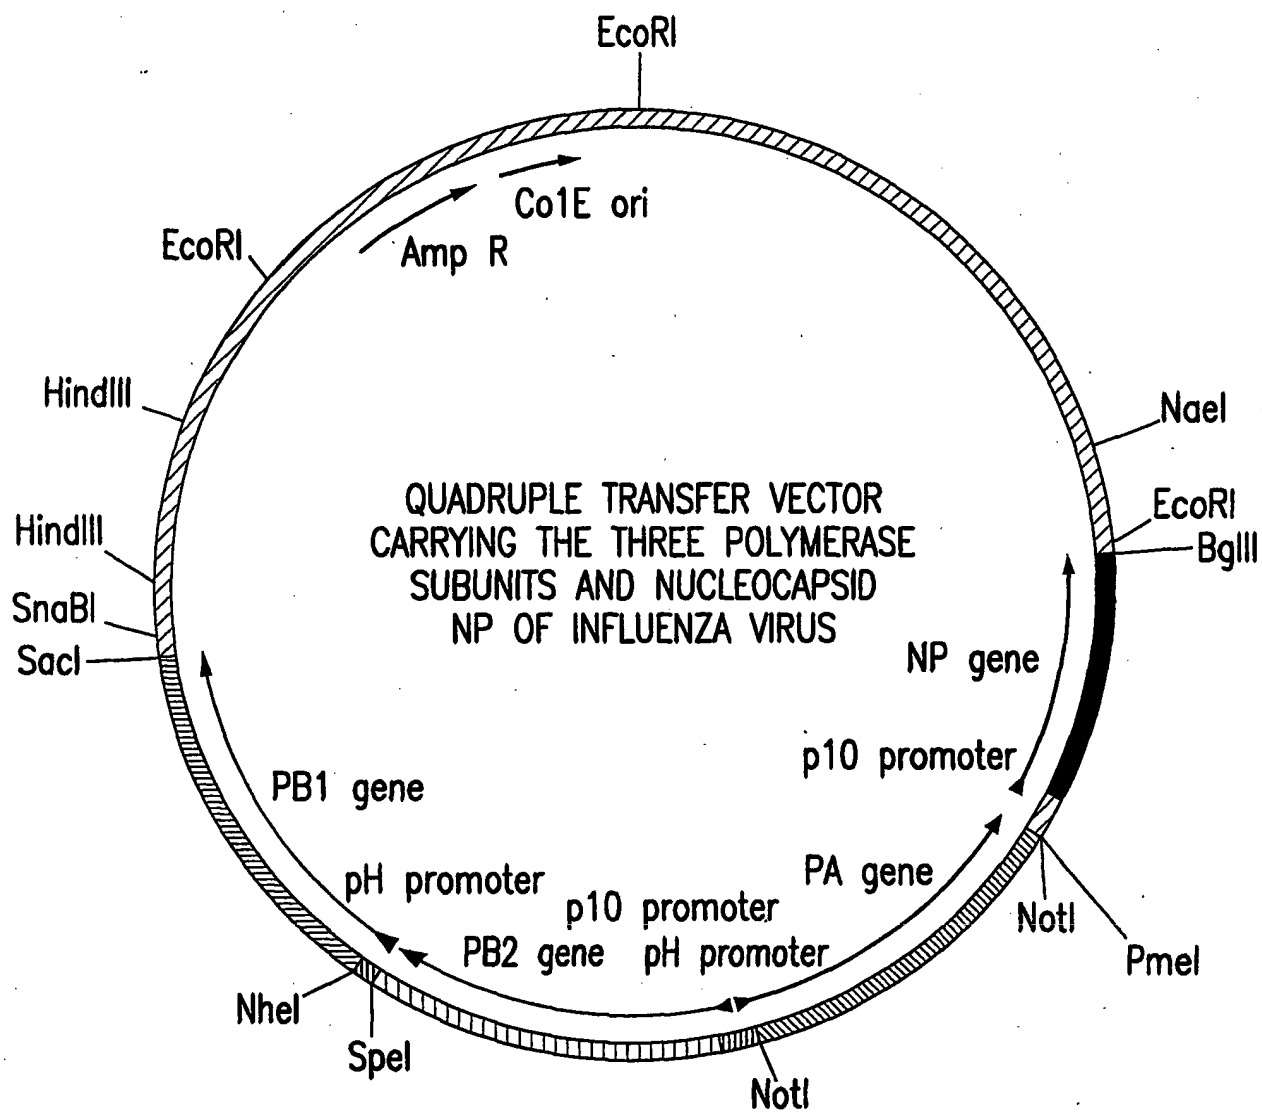 EcoRI
Co1E ori
EcoRI
Amp R
HindIII
NaeI
QUADRUPLE TRANSFER VECTOR
CARRYING THE THREE POLYMERASE
SUBUNITS AND NUCLEOCAPSID
NP OF INFLUENZA VIRUS
EcoRI
BglII
HindIII
SnaBI
SacI
NP gene
p10 promoter
PB1 gene
PA gene
pH promoter
p10 promoter
NotI
PB2 gene
pH promoter
PmeI
NheI
SpeI
NotI